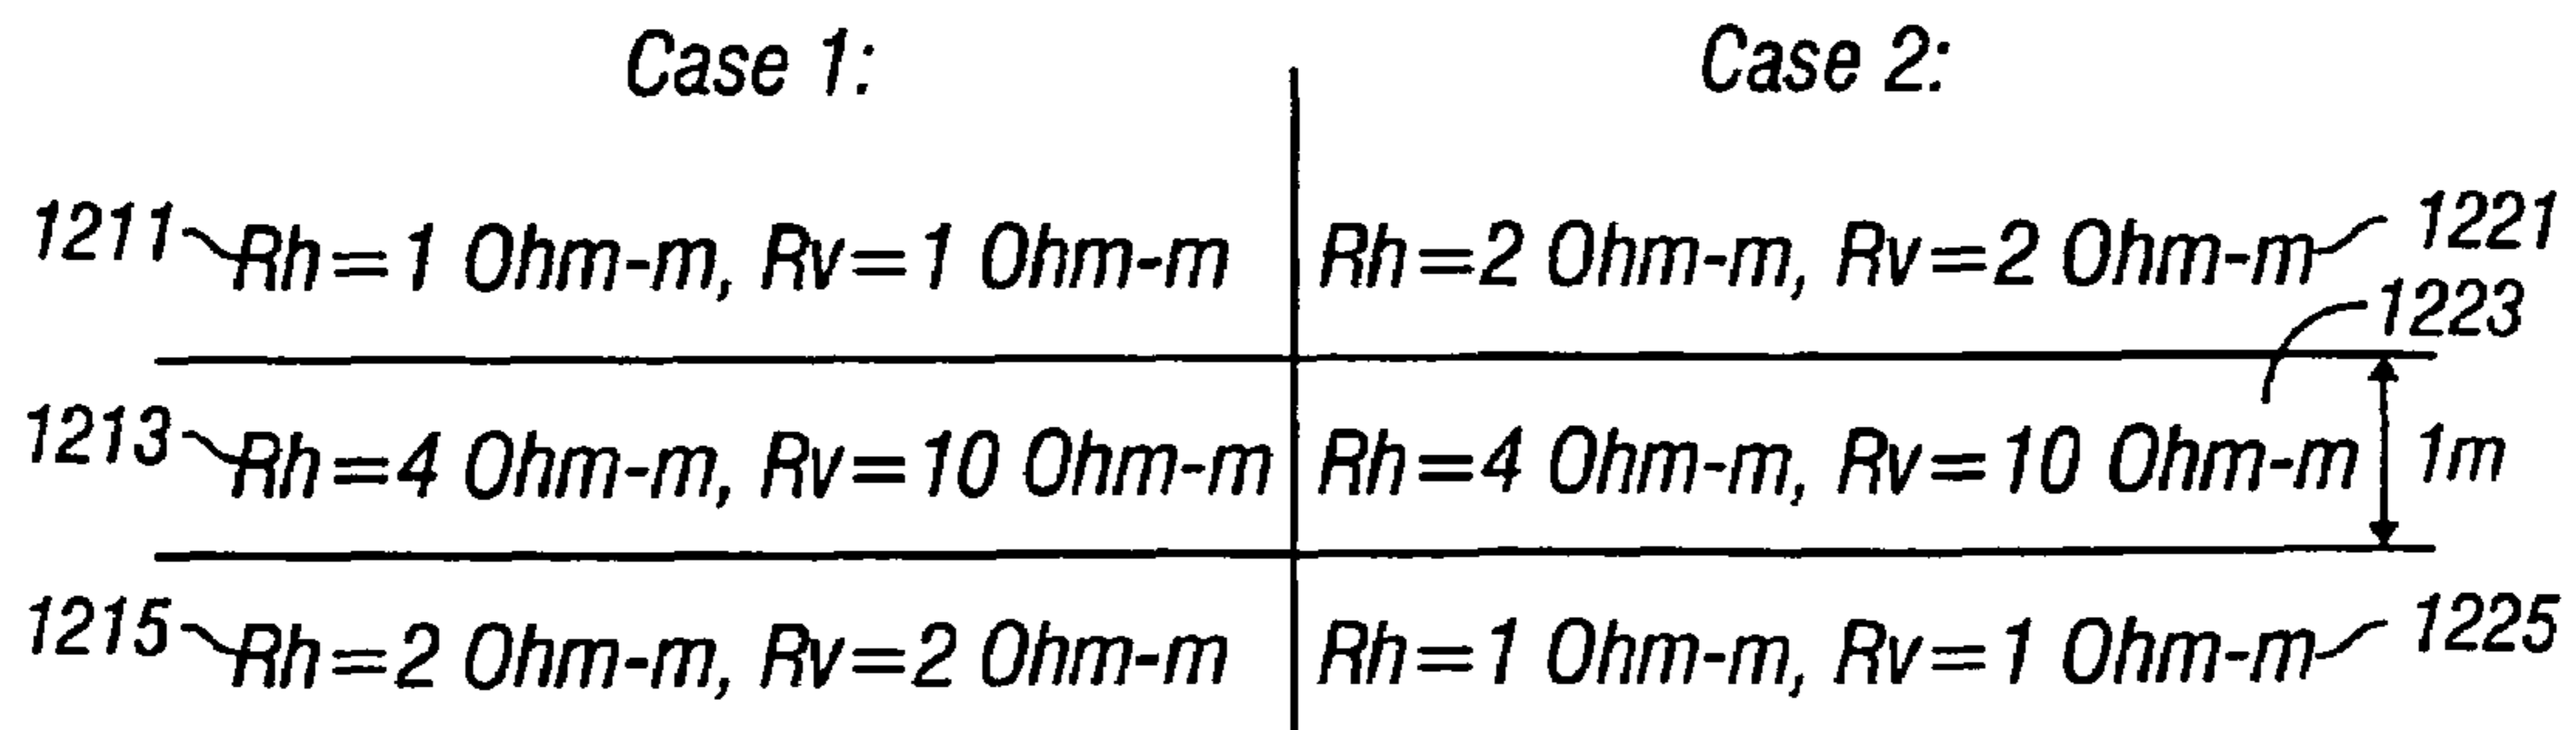 Case 1:
Case 2:
1211 Rh=1 Ohm-m, Rv=1 Ohm-m
Rh=2 Ohm-m, Rv=2 Ohm-m 1221
1223
1213 Rh=4 Ohm-m, Rv=10 Ohm-m
Rh=4 Ohm-m, Rv=10 Ohm-m 1m
1215 Rh=2 Ohm-m, Rv=2 Ohm-m
Rh=1 Ohm-m, Rv=1 Ohm-m 1225